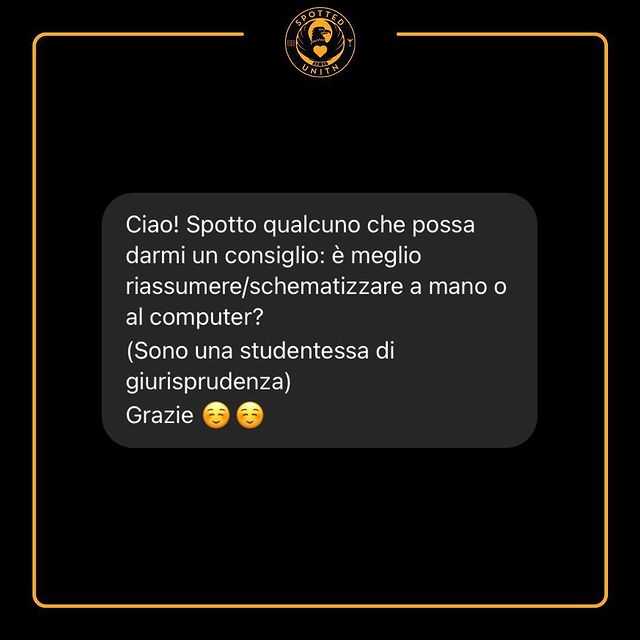 SPOTTED
UNITN
Ciao! Spotto qualcuno che possa
darmi un consiglio: è meglio
riassumere/schematizzare a mano o
al computer?
(Sono una studentessa di
giurisprudenza)
Grazie ☺️☺️